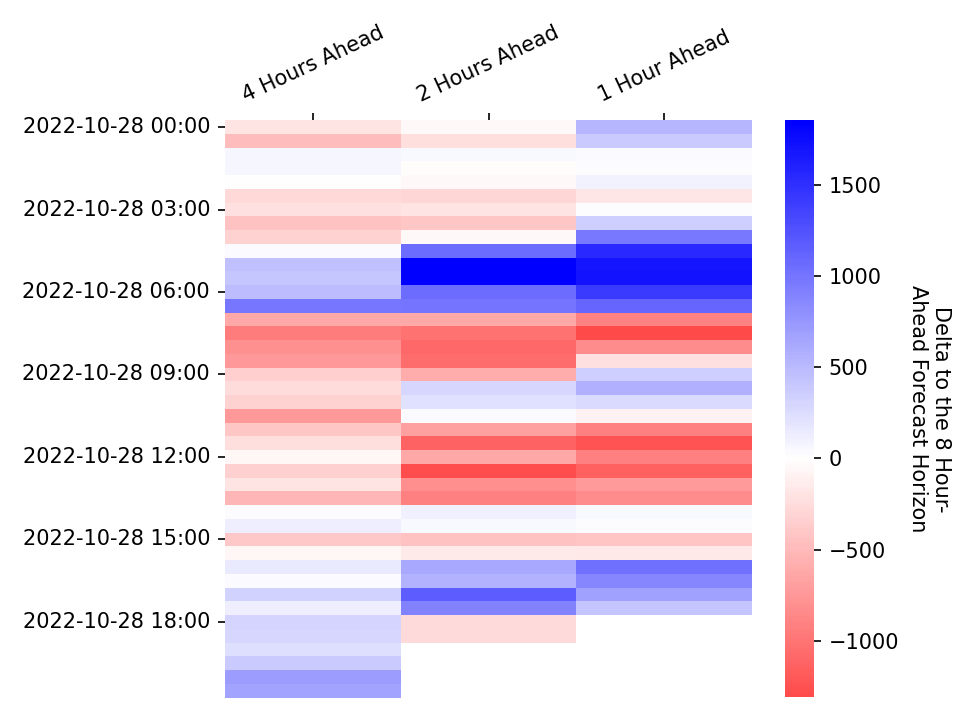 4 Hours Ahead
2 Hours Ahead
1 Hour Ahead
2022-10-28 00:00
2022-10-28 03:00
2022-10-28 06:00
2022-10-28 09:00
2022-10-28 12:00
2022-10-28 15:00
2022-10-28 18:00
1500
1000
500
0
−500
−1000
Delta to the 8 Hour-
Ahead Forecast Horizon